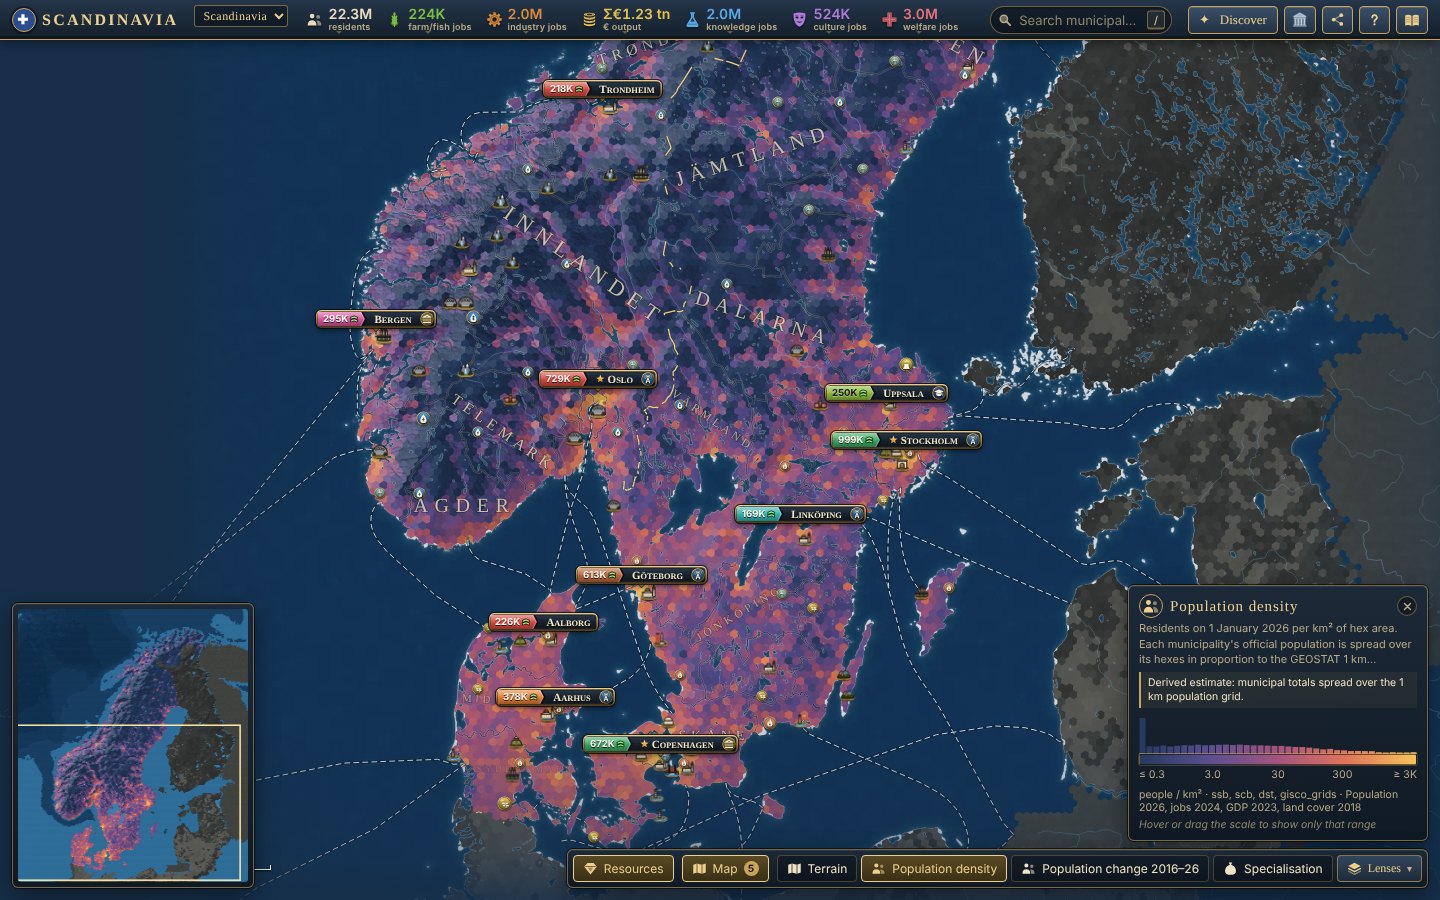 SCANDINAVIA
Scandinavia
22.3M residents
224K farm/fish jobs
2.0M industry jobs
Σ€1.23 tn € output
2.0M knowledge jobs
524K culture jobs
3.0M welfare jobs
Search municipal... /
Discover
?
TRØND
EN
218K TRONDHEIM
JÄMTLAND
INNLANDET
DALARNA
295K BERGEN
729K OSLO
VÄRMLAND
250K UPPSALA
999K STOCKHOLM
TELEMARK
AGDER
169K LINKÖPING
613K GÖTEBORG
JÖNKÖPING
226K AALBORG
MID
378K AARHUS
SKÅNE
672K COPENHAGEN
Population density
Residents on 1 January 2026 per km² of hex area.
Each municipality's official population is spread over
its hexes in proportion to the GEOSTAT 1 km...
Derived estimate: municipal totals spread over the 1
km population grid.
≤ 0.3 3.0 30 300 ≥ 3K
people / km² · ssb, scb, dst, gisco_grids · Population
2026, jobs 2024, GDP 2023, land cover 2018
Hover or drag the scale to show only that range
Resources
Map 5
Terrain
Population density
Population change 2016–26
Specialisation
Lenses